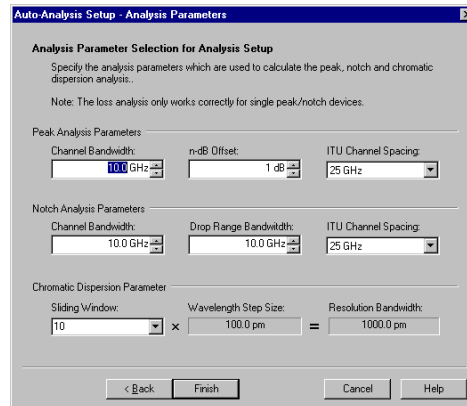 Auto-Analysis Setup - Analysis Parameters
Analysis Parameter Selection for Analysis Setup
Specify the analysis parameters which are used to calculate the peak, notch and chromatic
dispersion analysis..
Note: The loss analysis only works correctly for single peak/notch devices.
Peak Analysis Parameters
Channel Bandwidth: n-dB Offset: ITU Channel Spacing:
10.0 GHz 1 dB 25 GHz
Notch Analysis Parameters
Channel Bandwidth: Drop Range Bandwitdth: ITU Channel Spacing:
10.0 GHz 10.0 GHz 25 GHz
Chromatic Dispersion Parameter
Sliding Window: Wavelength Step Size: Resolution Bandwidth:
10 × 100.0 pm = 1000.0 pm
< Back Finish Cancel Help